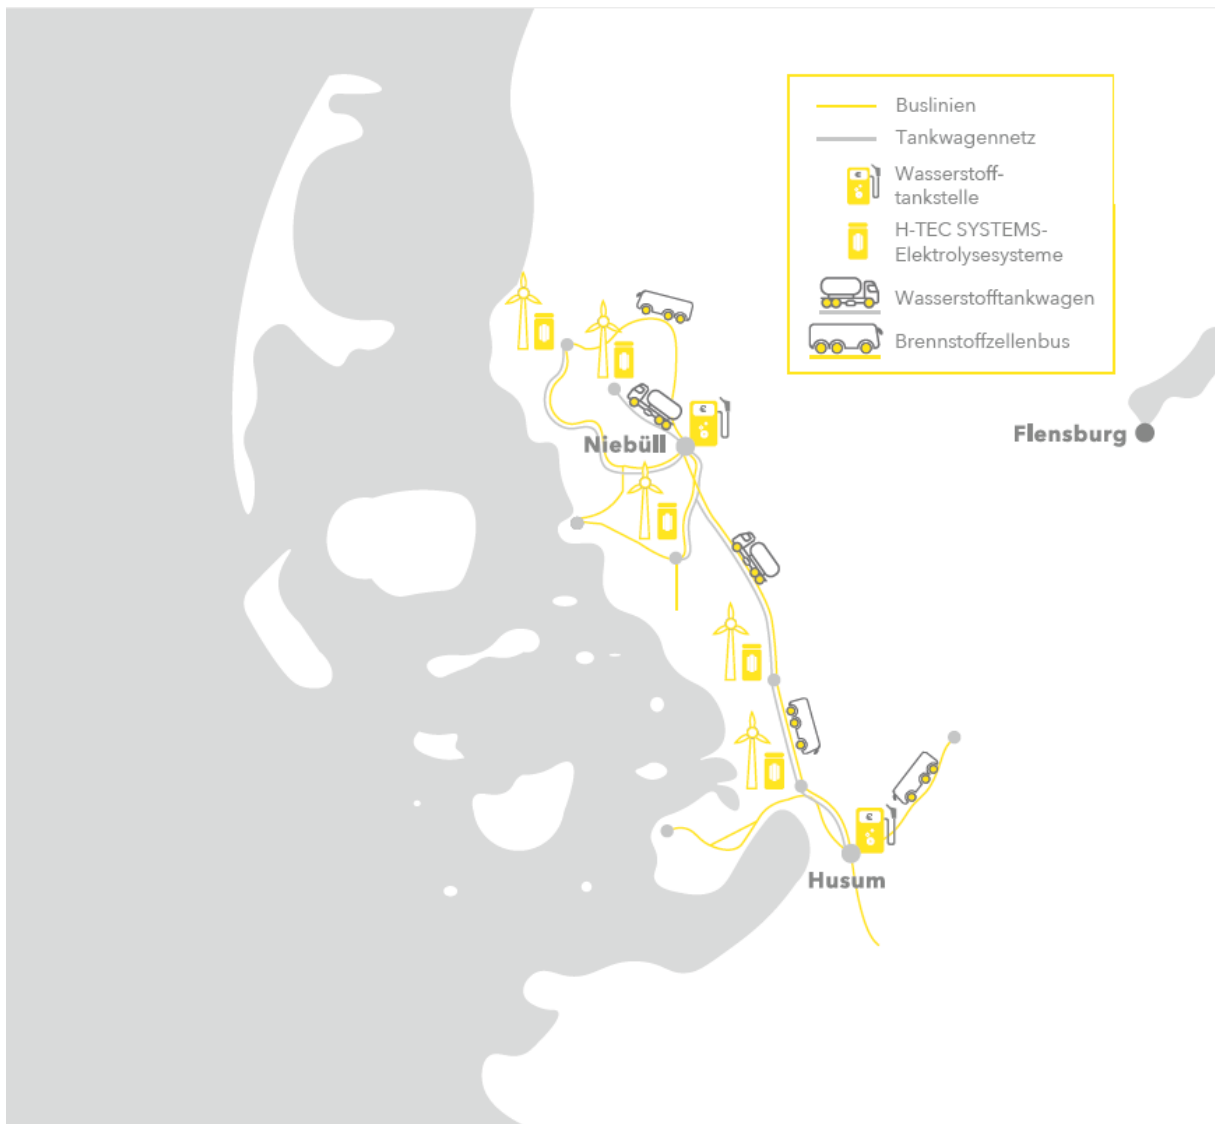 Buslinien
Tankwagennetz
Wasserstoff-
tankstelle
H-TEC SYSTEMS-
Elektrolysesysteme
Wasserstofftankwagen
Brennstoffzellenbus
Flensburg
Niebüll
Husum